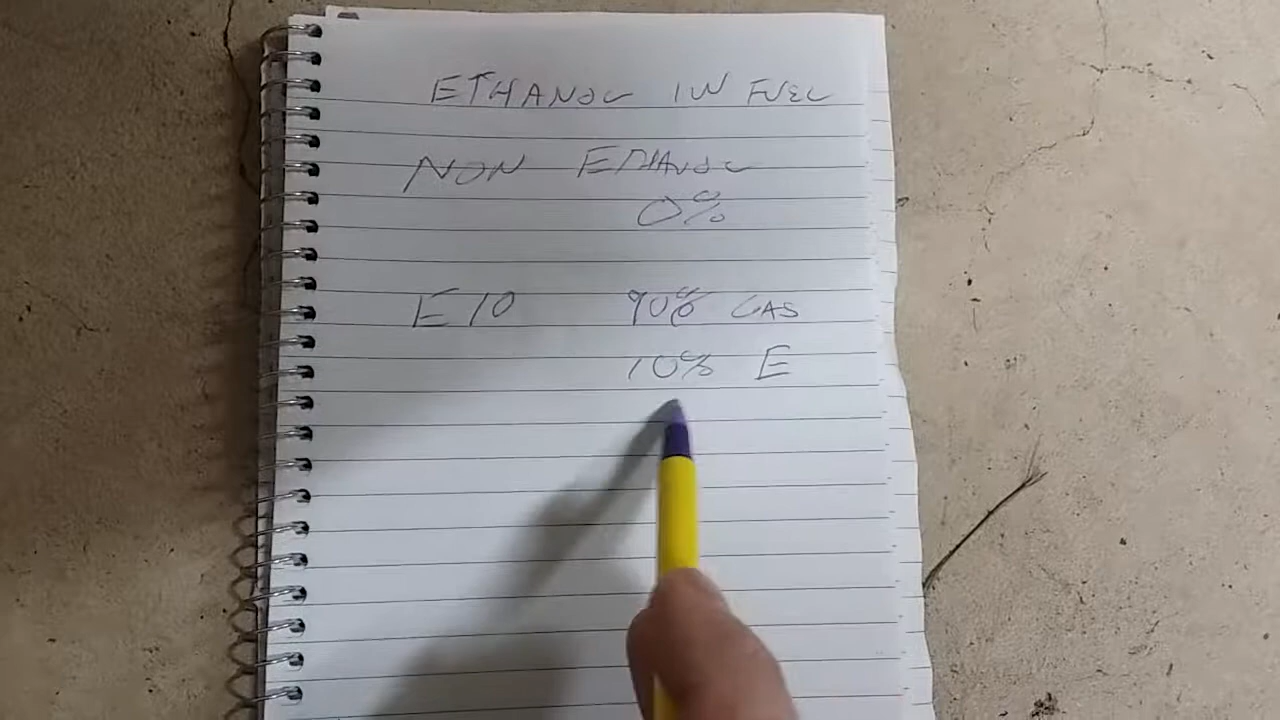 ETHANOL IN FUEL
NON ETHANOL
0%
E10 90% GAS
10% E